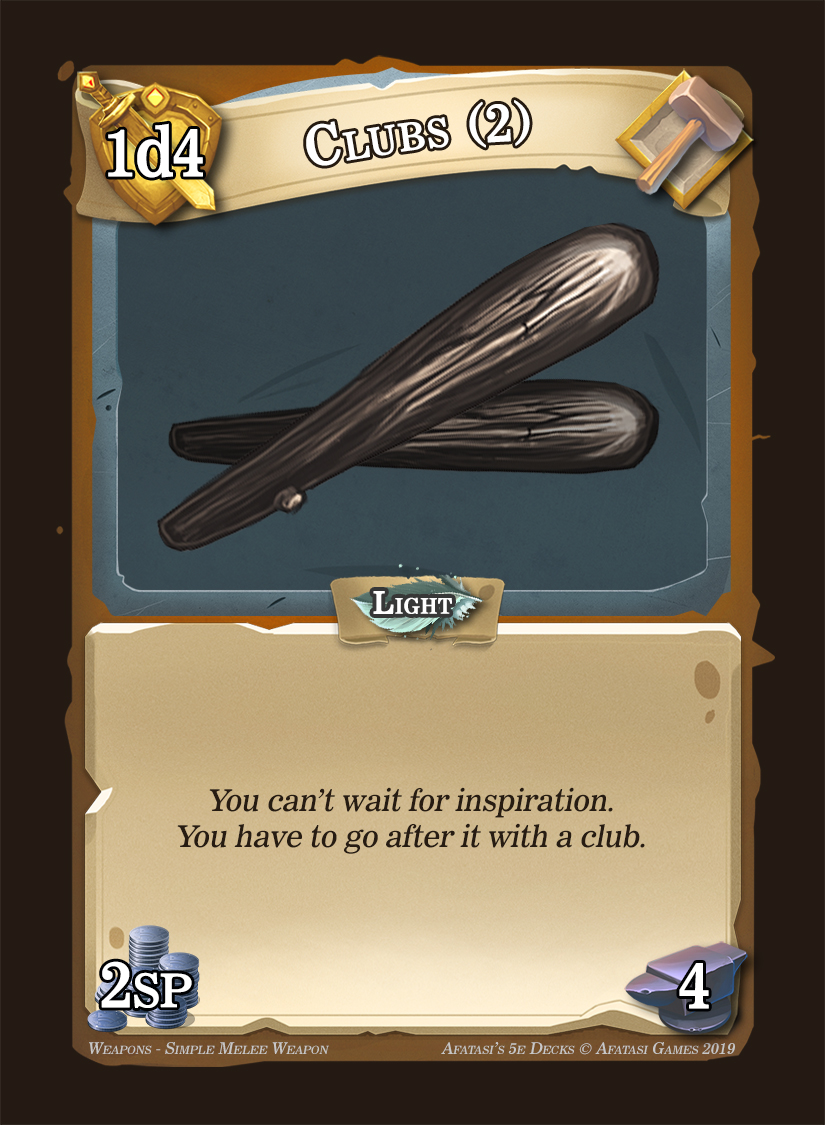 1d4
Clubs (2)
Light
You can't wait for inspiration.
You have to go after it with a club.
2SP
4
Weapons - Simple Melee Weapon
Afatasi's 5e Decks © Afatasi Games 2019